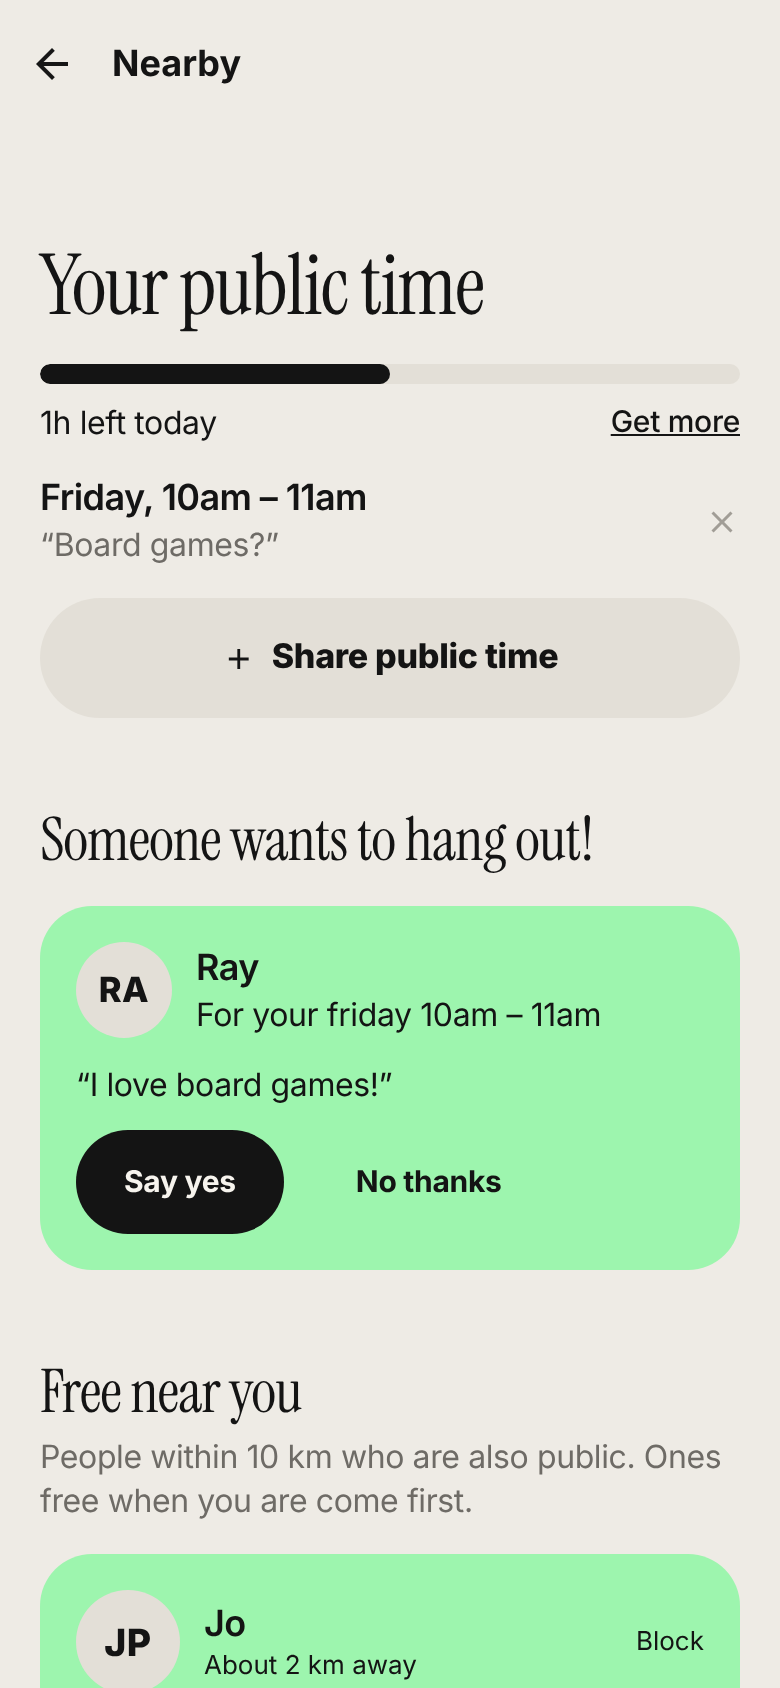 Nearby
Your public time
1h left today
Get more
Friday, 10am – 11am
“Board games?”
+ Share public time
Someone wants to hang out!
RA
Ray
For your friday 10am – 11am
“I love board games!”
Say yes
No thanks
Free near you
People within 10 km who are also public. Ones
free when you are come first.
JP
Jo
About 2 km away
Block